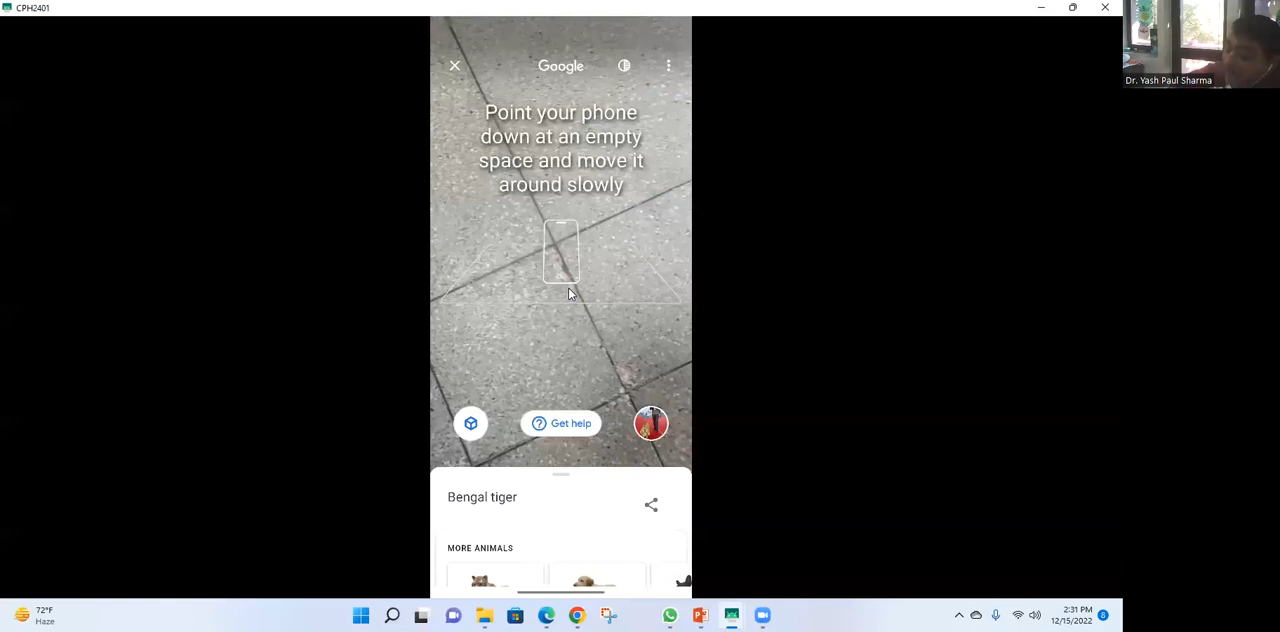 CPH2401
Dr. Yash Paul Sharma
Google
Point your phone
down at an empty
space and move it
around slowly
Get help
Bengal tiger
MORE ANIMALS
72°F
Haze
2:31 PM
12/15/2022
8